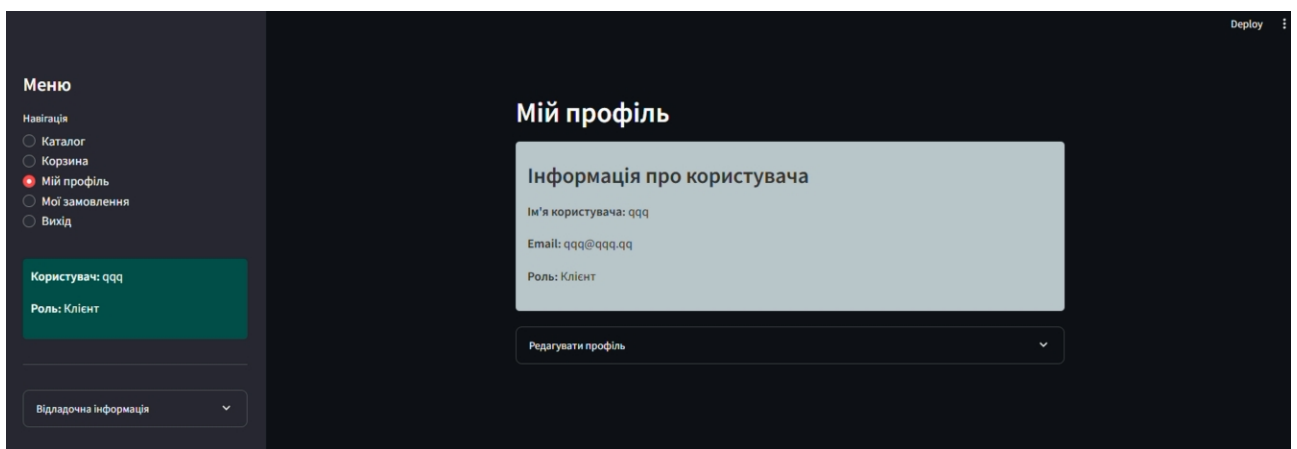 Deploy
Меню
Навігація
Каталог
Корзина
Мій профіль
Мої замовлення
Вихід
Користувач: qqq
Роль: Клієнт
Відладочна інформація
Мій профіль
Інформація про користувача
Ім'я користувача: qqq
Email: qqq@qqq.qq
Роль: Клієнт
Редагувати профіль